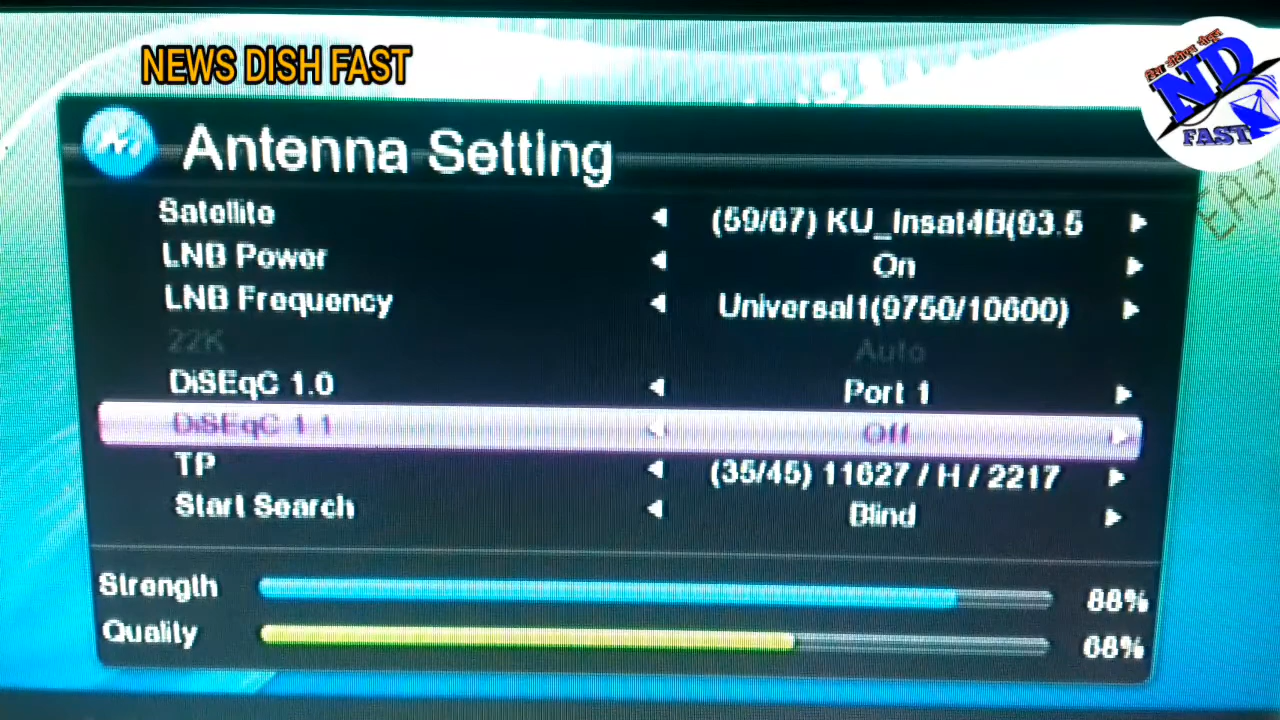 NEWS DISH FAST
ND
FAST
Antenna Setting
Satellite (59/67) KU_Insat4B(93.5
LNB Power On
LNB Frequency Universal1(9750/10600)
22K Auto
DiSEqC 1.0 Port 1
DiSEqC 1.1 Off
TP (35/45) 11627 / H / 2217
Start Search Blind
Strength 88%
Quality 68%